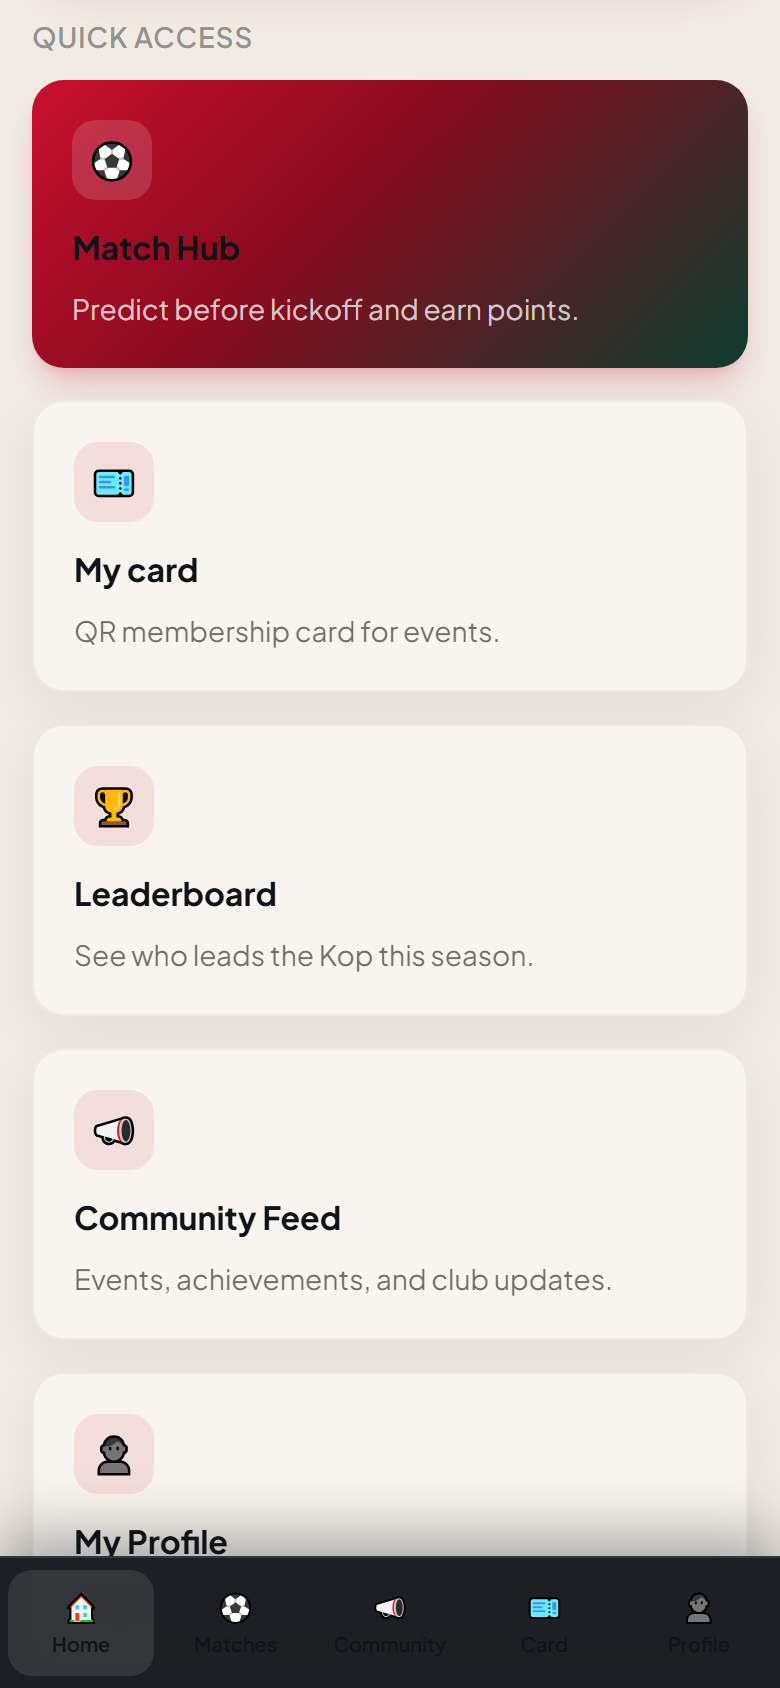 QUICK ACCESS
Match Hub
Predict before kickoff and earn points.
My card
QR membership card for events.
Leaderboard
See who leads the Kop this season.
Community Feed
Events, achievements, and club updates.
My Profile
Home
Matches
Community
Card
Profile